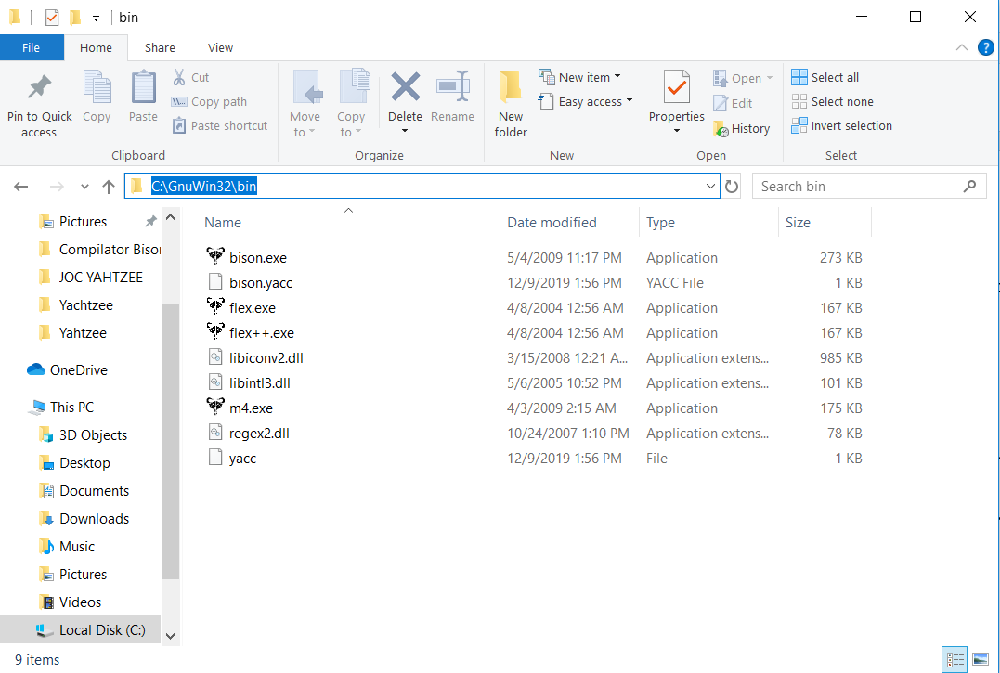 bin
File Home Share View
Pin to Quick access
Copy
Paste
Cut
Copy path
Paste shortcut
Clipboard
Move to
Copy to
Delete
Rename
Organize
New folder
New item
Easy access
New
Properties
Open
Edit
History
Open
Select all
Select none
Invert selection
Select
C:\GnuWin32\bin
Search bin
Pictures
Compilator Bison
JOC YAHTZEE
Yachtzee
Yahtzee
OneDrive
This PC
3D Objects
Desktop
Documents
Downloads
Music
Pictures
Videos
Local Disk (C:)
Name Date modified Type Size
bison.exe 5/4/2009 11:17 PM Application 273 KB
bison.yacc 12/9/2019 1:56 PM YACC File 1 KB
flex.exe 4/8/2004 12:56 AM Application 167 KB
flex++.exe 4/8/2004 12:56 AM Application 167 KB
libiconv2.dll 3/15/2008 12:21 A... Application extens... 985 KB
libintl3.dll 5/6/2005 10:52 PM Application extens... 101 KB
m4.exe 4/3/2009 2:15 AM Application 175 KB
regex2.dll 10/24/2007 1:10 PM Application extens... 78 KB
yacc 12/9/2019 1:56 PM File 1 KB
9 items